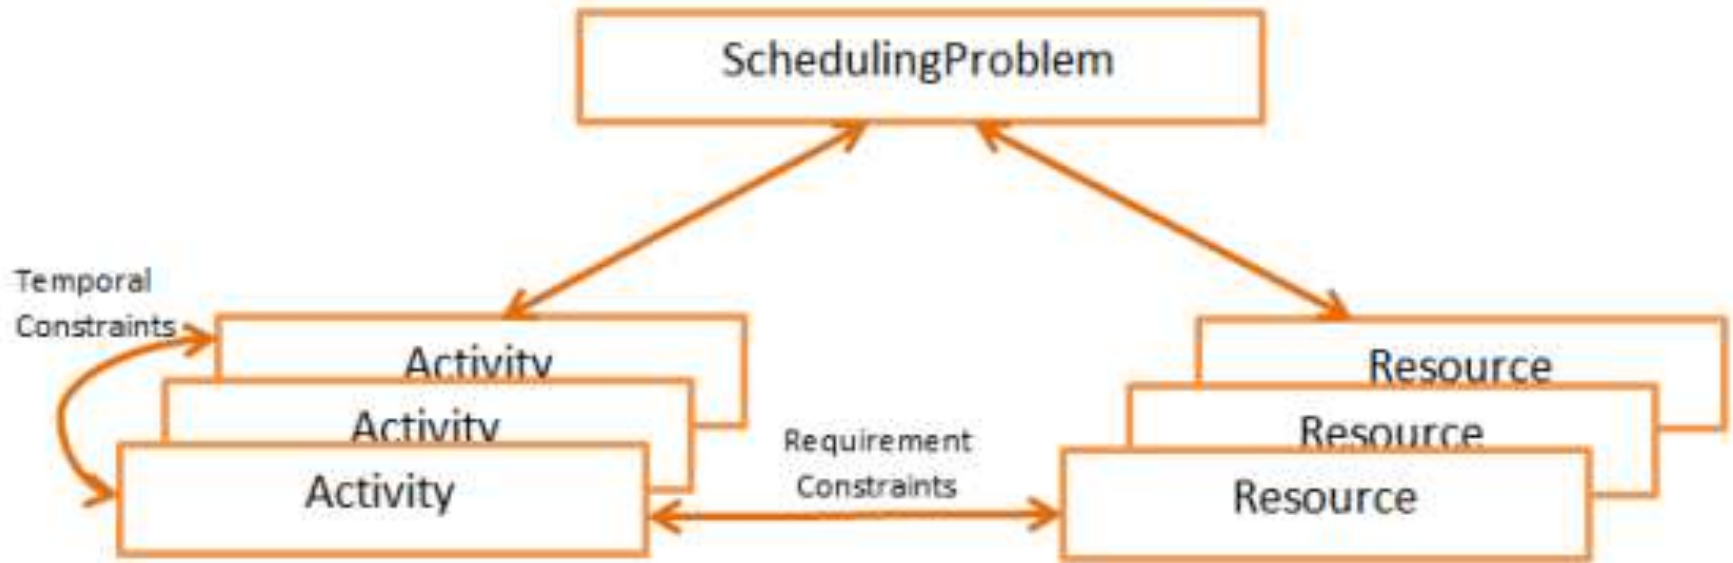 SchedulingProblem
Temporal
Constraints
Activity
Activity
Activity
Requirement
Constraints
Resource
Resource
Resource